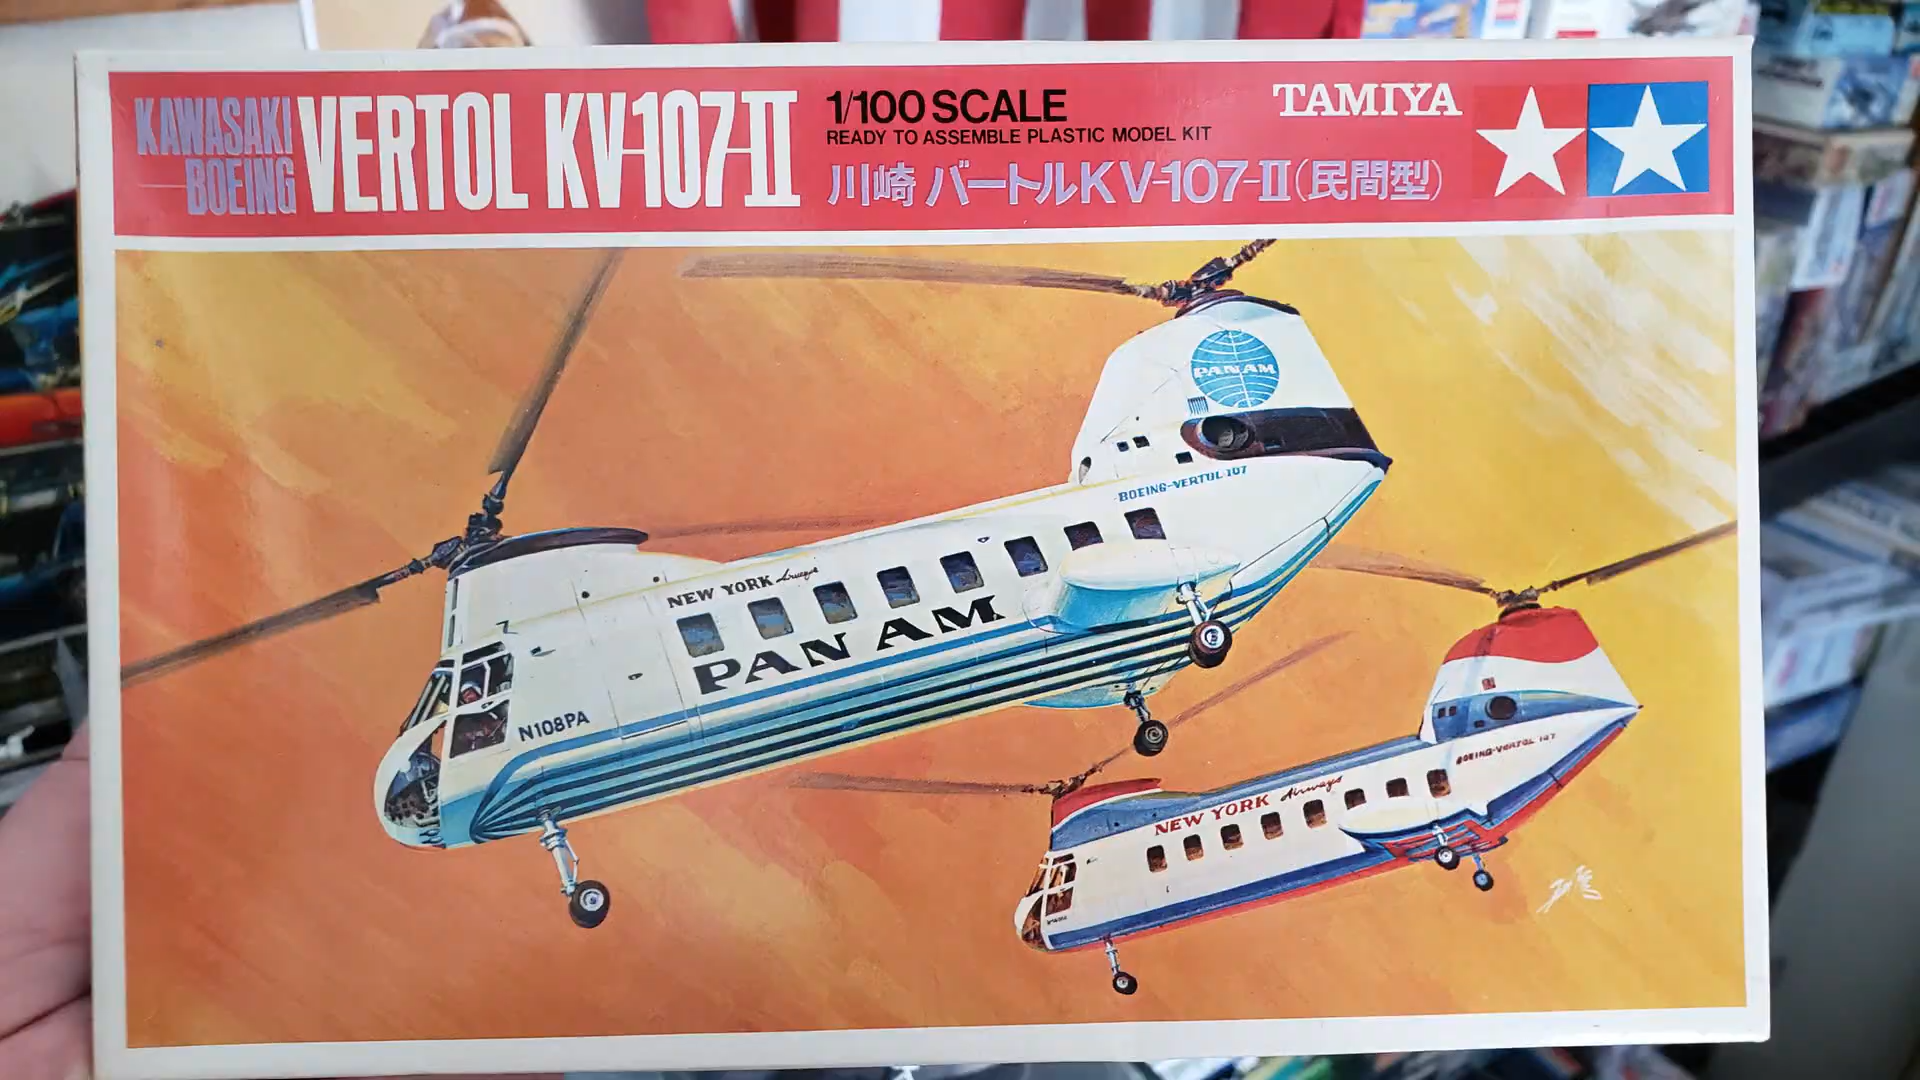 KAWASAKI
BOEING
VERTOL KV-107-II
1/100 SCALE
READY TO ASSEMBLE PLASTIC MODEL KIT
川崎 バートルKV-107-II(民間型)
TAMIYA
PAN AM
BOEING-VERTOL 107
NEW YORK Airways
PAN AM
N108PA
BOEING-VERTOL 107
NEW YORK Airways